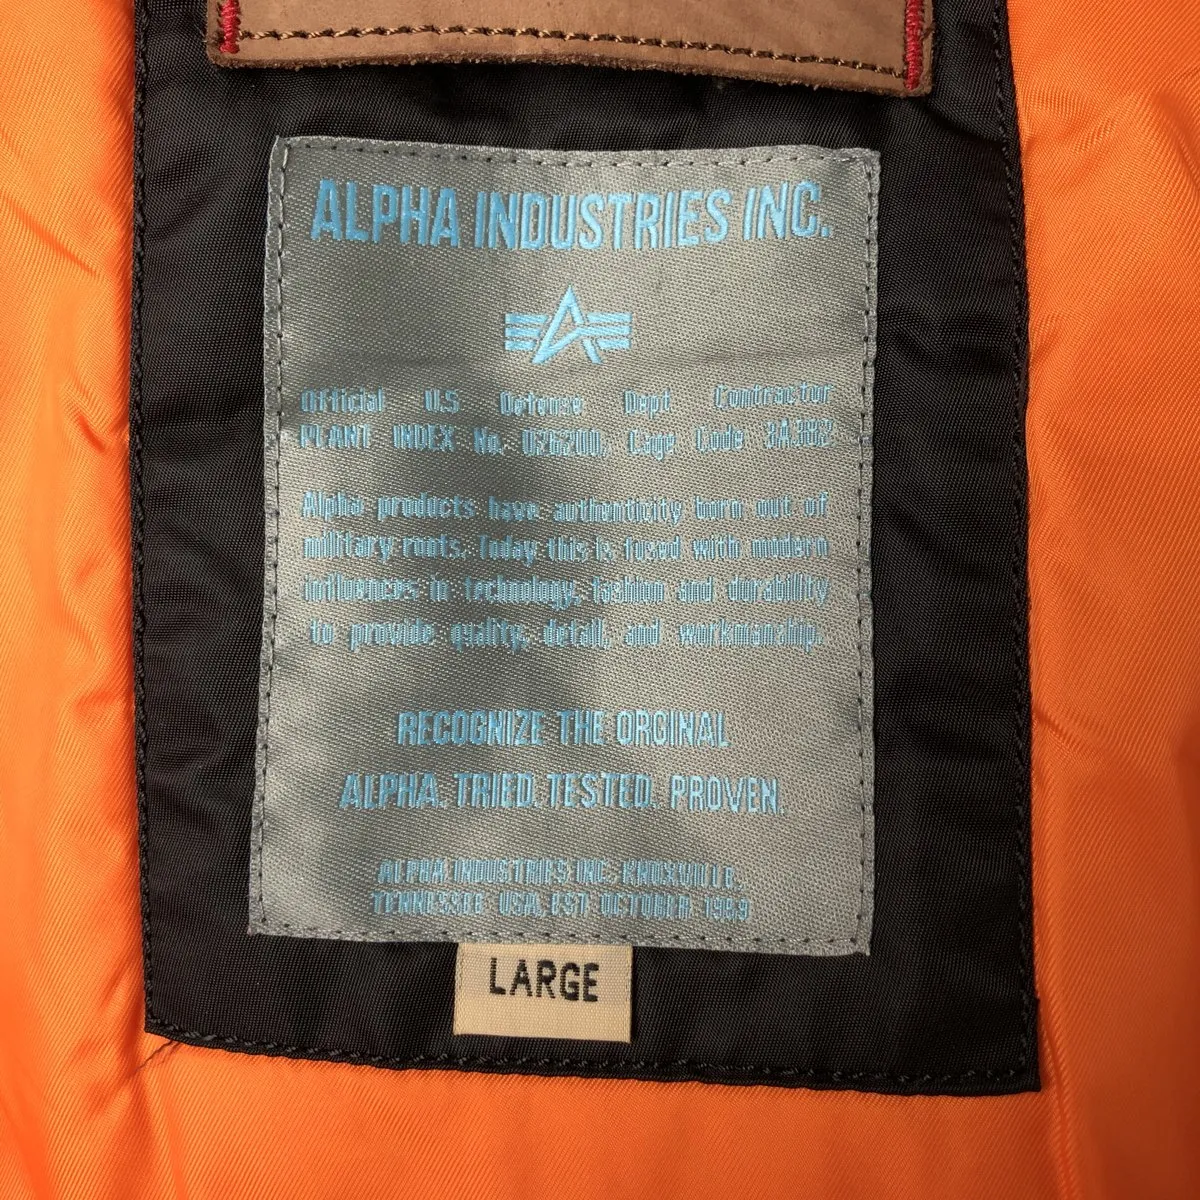 ALPHA INDUSTRIES INC.
Official U.S Defense Dept Contractor
PLANT INDEX No. 026200, Cage Code 3A382
Alpha products have authenticity born out of
military roots. Today this is fused with modern
influences in technology, fashion and durability
to provide quality, detail, and workmanship.
RECOGNIZE THE ORGINAL
ALPHA. TRIED. TESTED. PROVEN.
ALPHA INDUSTRIES INC. KNOXVILLE,
TENNESSEE USA, EST OCTOBER 1959
LARGE